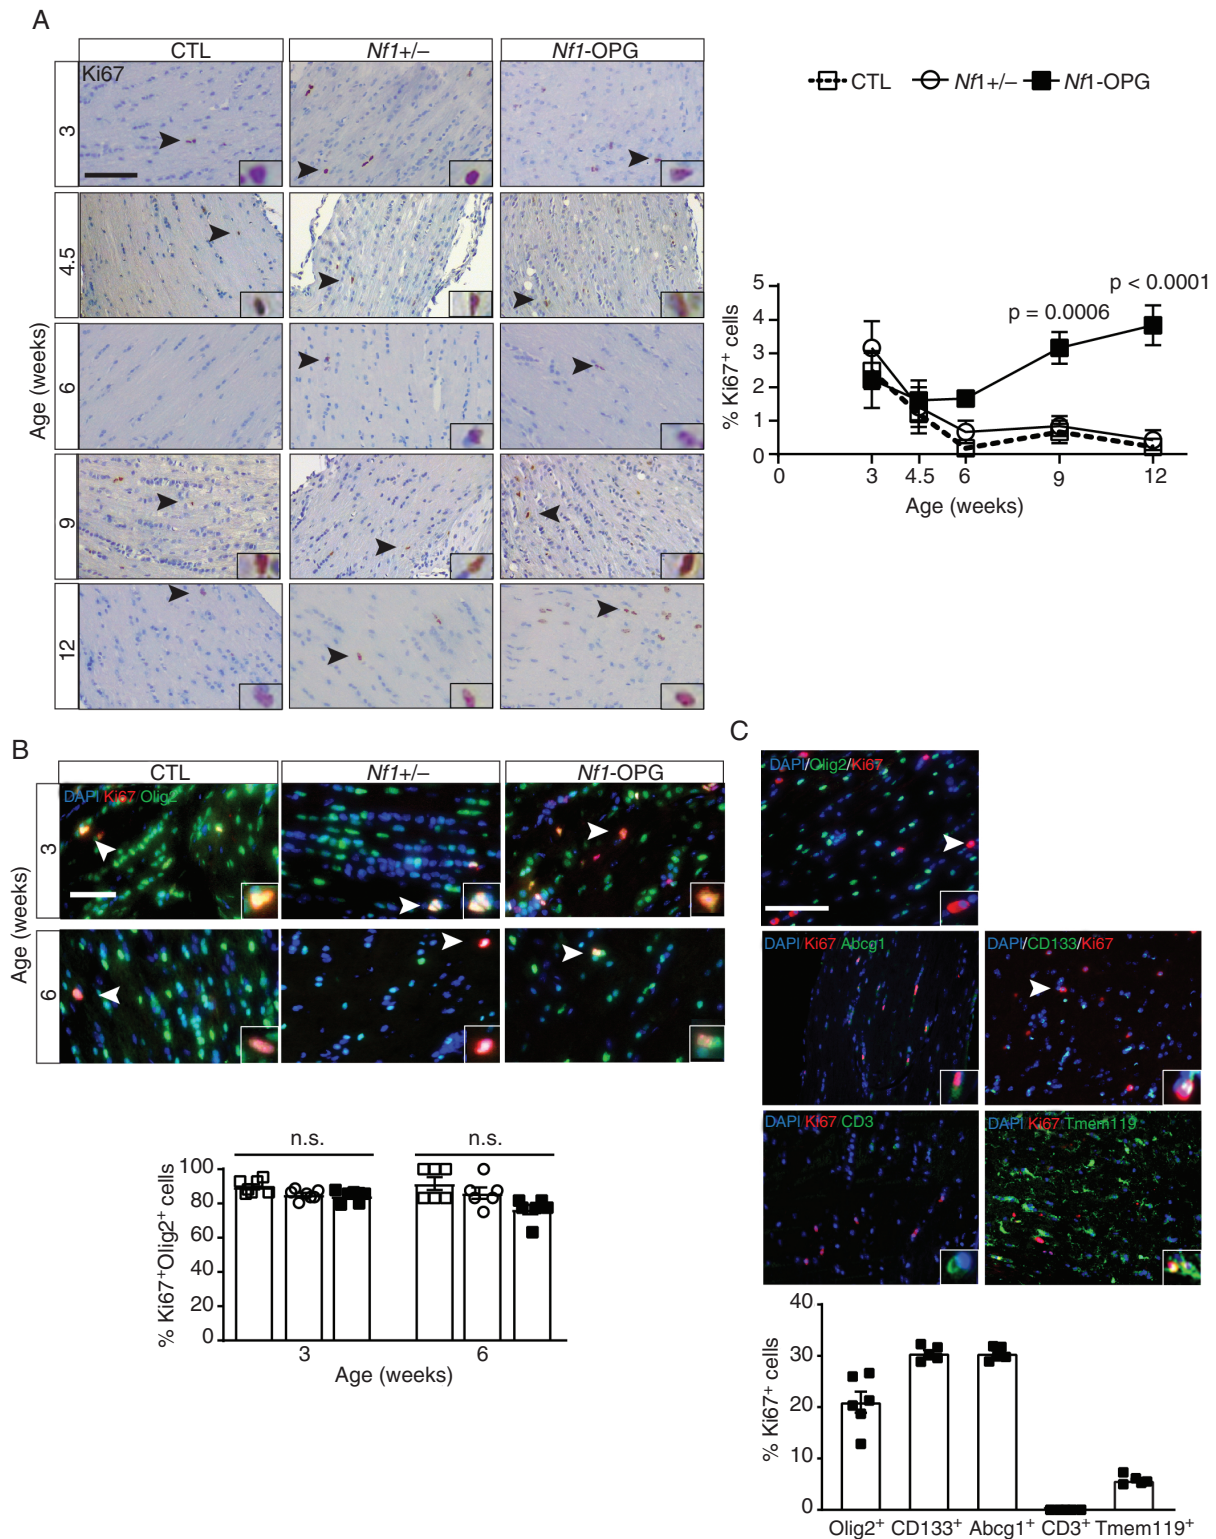 A
CTL
Nf1+/–
Nf1-OPG
Ki67
Age (weeks)
3
4.5
6
9
12
CTL
Nf1+/–
Nf1-OPG
% Ki67+ cells
5
4
3
2
1
0
p = 0.0006
p < 0.0001
0
3
4.5
6
9
12
Age (weeks)
B
CTL
Nf1+/–
Nf1-OPG
DAPI Ki67 Olig2
Age (weeks)
3
6
n.s.
n.s.
% Ki67+Olig2+ cells
100
80
60
40
20
0
3
6
Age (weeks)
C
DAPI/Olig2/Ki67
DAPI Ki67 Abcg1
DAPI/CD133/Ki67
DAPI Ki67 CD3
DAPI Ki67 Tmem119
% Ki67+ cells
40
30
20
10
0
Olig2+ CD133+ Abcg1+ CD3+ Tmem119+